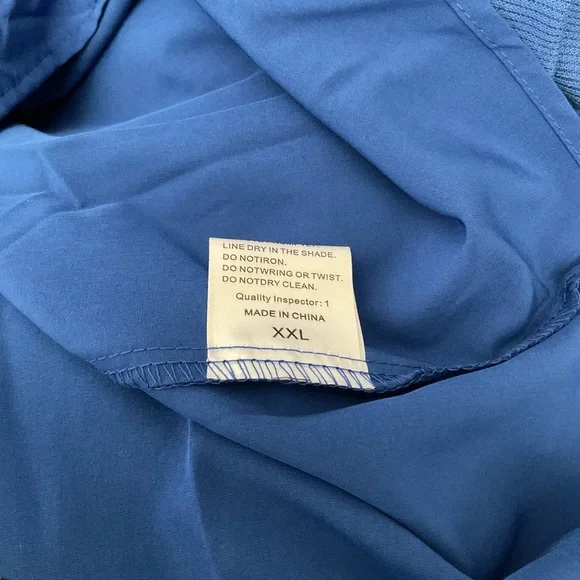 LINE DRY IN THE SHADE.
DO NOTIRON.
DO NOTWRING OR TWIST.
DO NOTDRY CLEAN.
Quality Inspector: 1
MADE IN CHINA
XXL